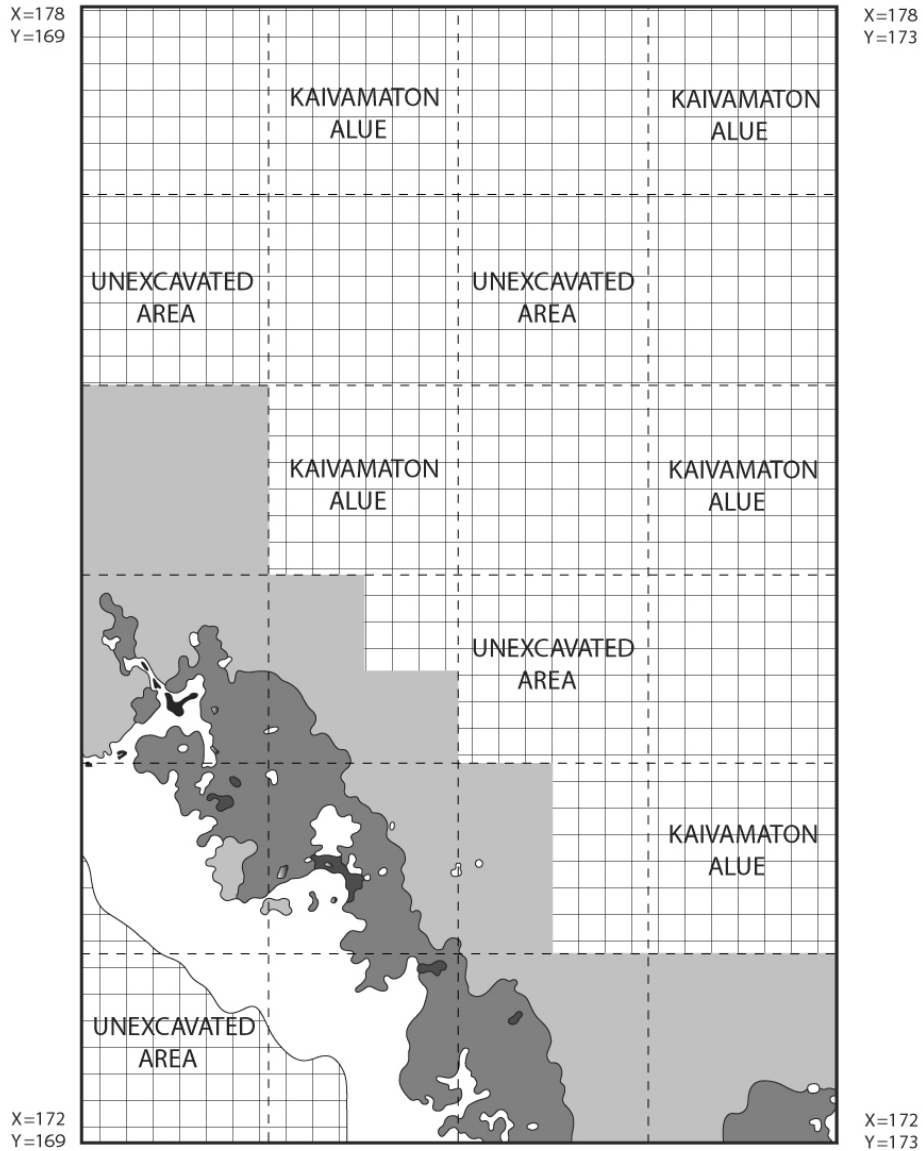 X=178
Y=169
X=178
Y=173
KAIVAMATON
ALUE
KAIVAMATON
ALUE
UNEXCAVATED
AREA
UNEXCAVATED
AREA
KAIVAMATON
ALUE
KAIVAMATON
ALUE
UNEXCAVATED
AREA
KAIVAMATON
ALUE
UNEXCAVATED
AREA
X=172
Y=169
X=172
Y=173